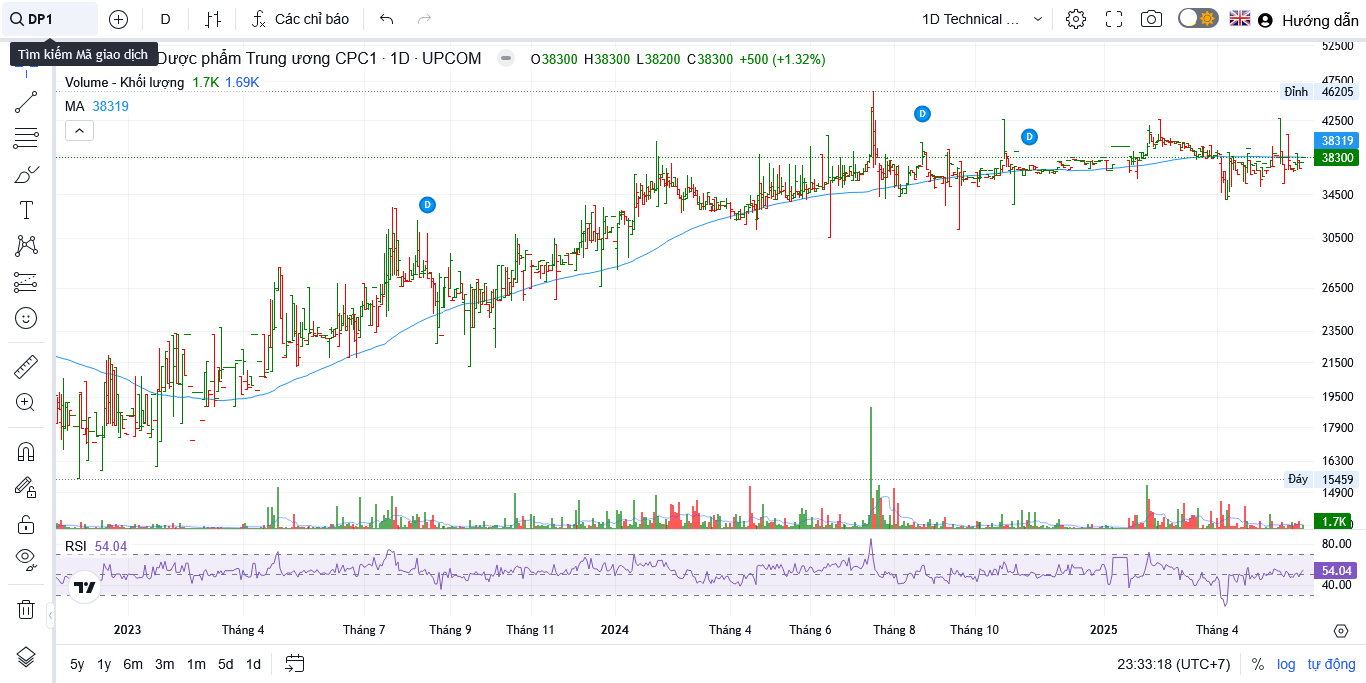 DP1
D
Các chỉ báo
1D Technical ...
Hướng dẫn
Tìm kiếm Mã giao dịch
Dược phẩm Trung ương CPC1 · 1D · UPCOM
O38300 H38300 L38200 C38300 +500 (+1.32%)
Volume - Khối lượng 1.7K 1.69K
MA 38319
D
D
D
52500
47500
Đỉnh 46205
42500
38319
38300
34500
30500
26500
23500
21500
19500
17900
16300
Đáy 15459
14900
1.7K
RSI 54.04
80.00
54.04
40.00
2023 Tháng 4 Tháng 7 Tháng 9 Tháng 11 2024 Tháng 4 Tháng 6 Tháng 8 Tháng 10 2025 Tháng 4
5y 1y 6m 3m 1m 5d 1d
23:33:18 (UTC+7) % log tự động